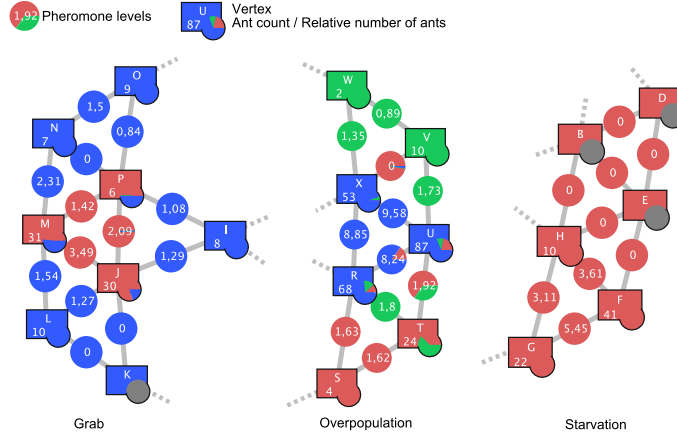 1,92 Pheromone levels
U
87
Vertex
Ant count / Relative number of ants
O
9
1,5
N
7
0,84
0
P
6
2,31
1,42
1,08
M
31
2,09
I
8
3,49
1,29
J
30
1,54
1,27
L
10
0
0
K
Grab
W
2
0,89
1,35
V
10
0
X
53
1,73
9,58
U
87
8,85
8,24
R
68
1,92
1,8
T
24
1,63
1,62
S
4
Overpopulation
D
0
B
0
0
0
E
0
H
10
0
3,61
3,11
F
41
5,45
G
22
Starvation